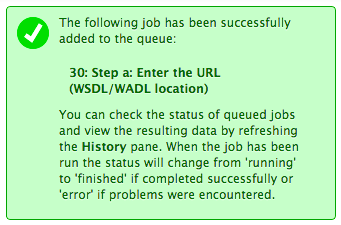 The following job has been successfully
added to the queue:
30: Step a: Enter the URL
(WSDL/WADL location)
You can check the status of queued jobs
and view the resulting data by refreshing
the History pane. When the job has been
run the status will change from 'running'
to 'finished' if completed successfully or
'error' if problems were encountered.